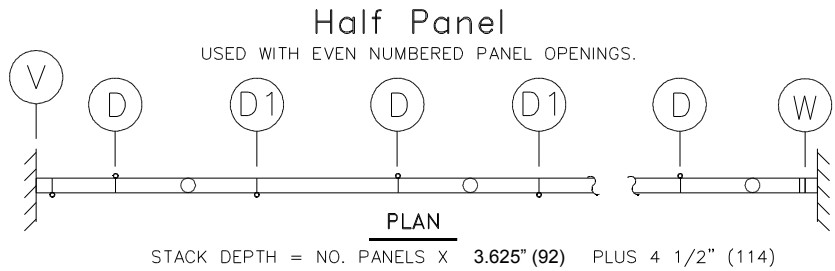 Half Panel
USED WITH EVEN NUMBERED PANEL OPENINGS.
V D D1 D D1 D W
PLAN
STACK DEPTH = NO. PANELS X 3.625" (92) PLUS 4 1/2" (114)